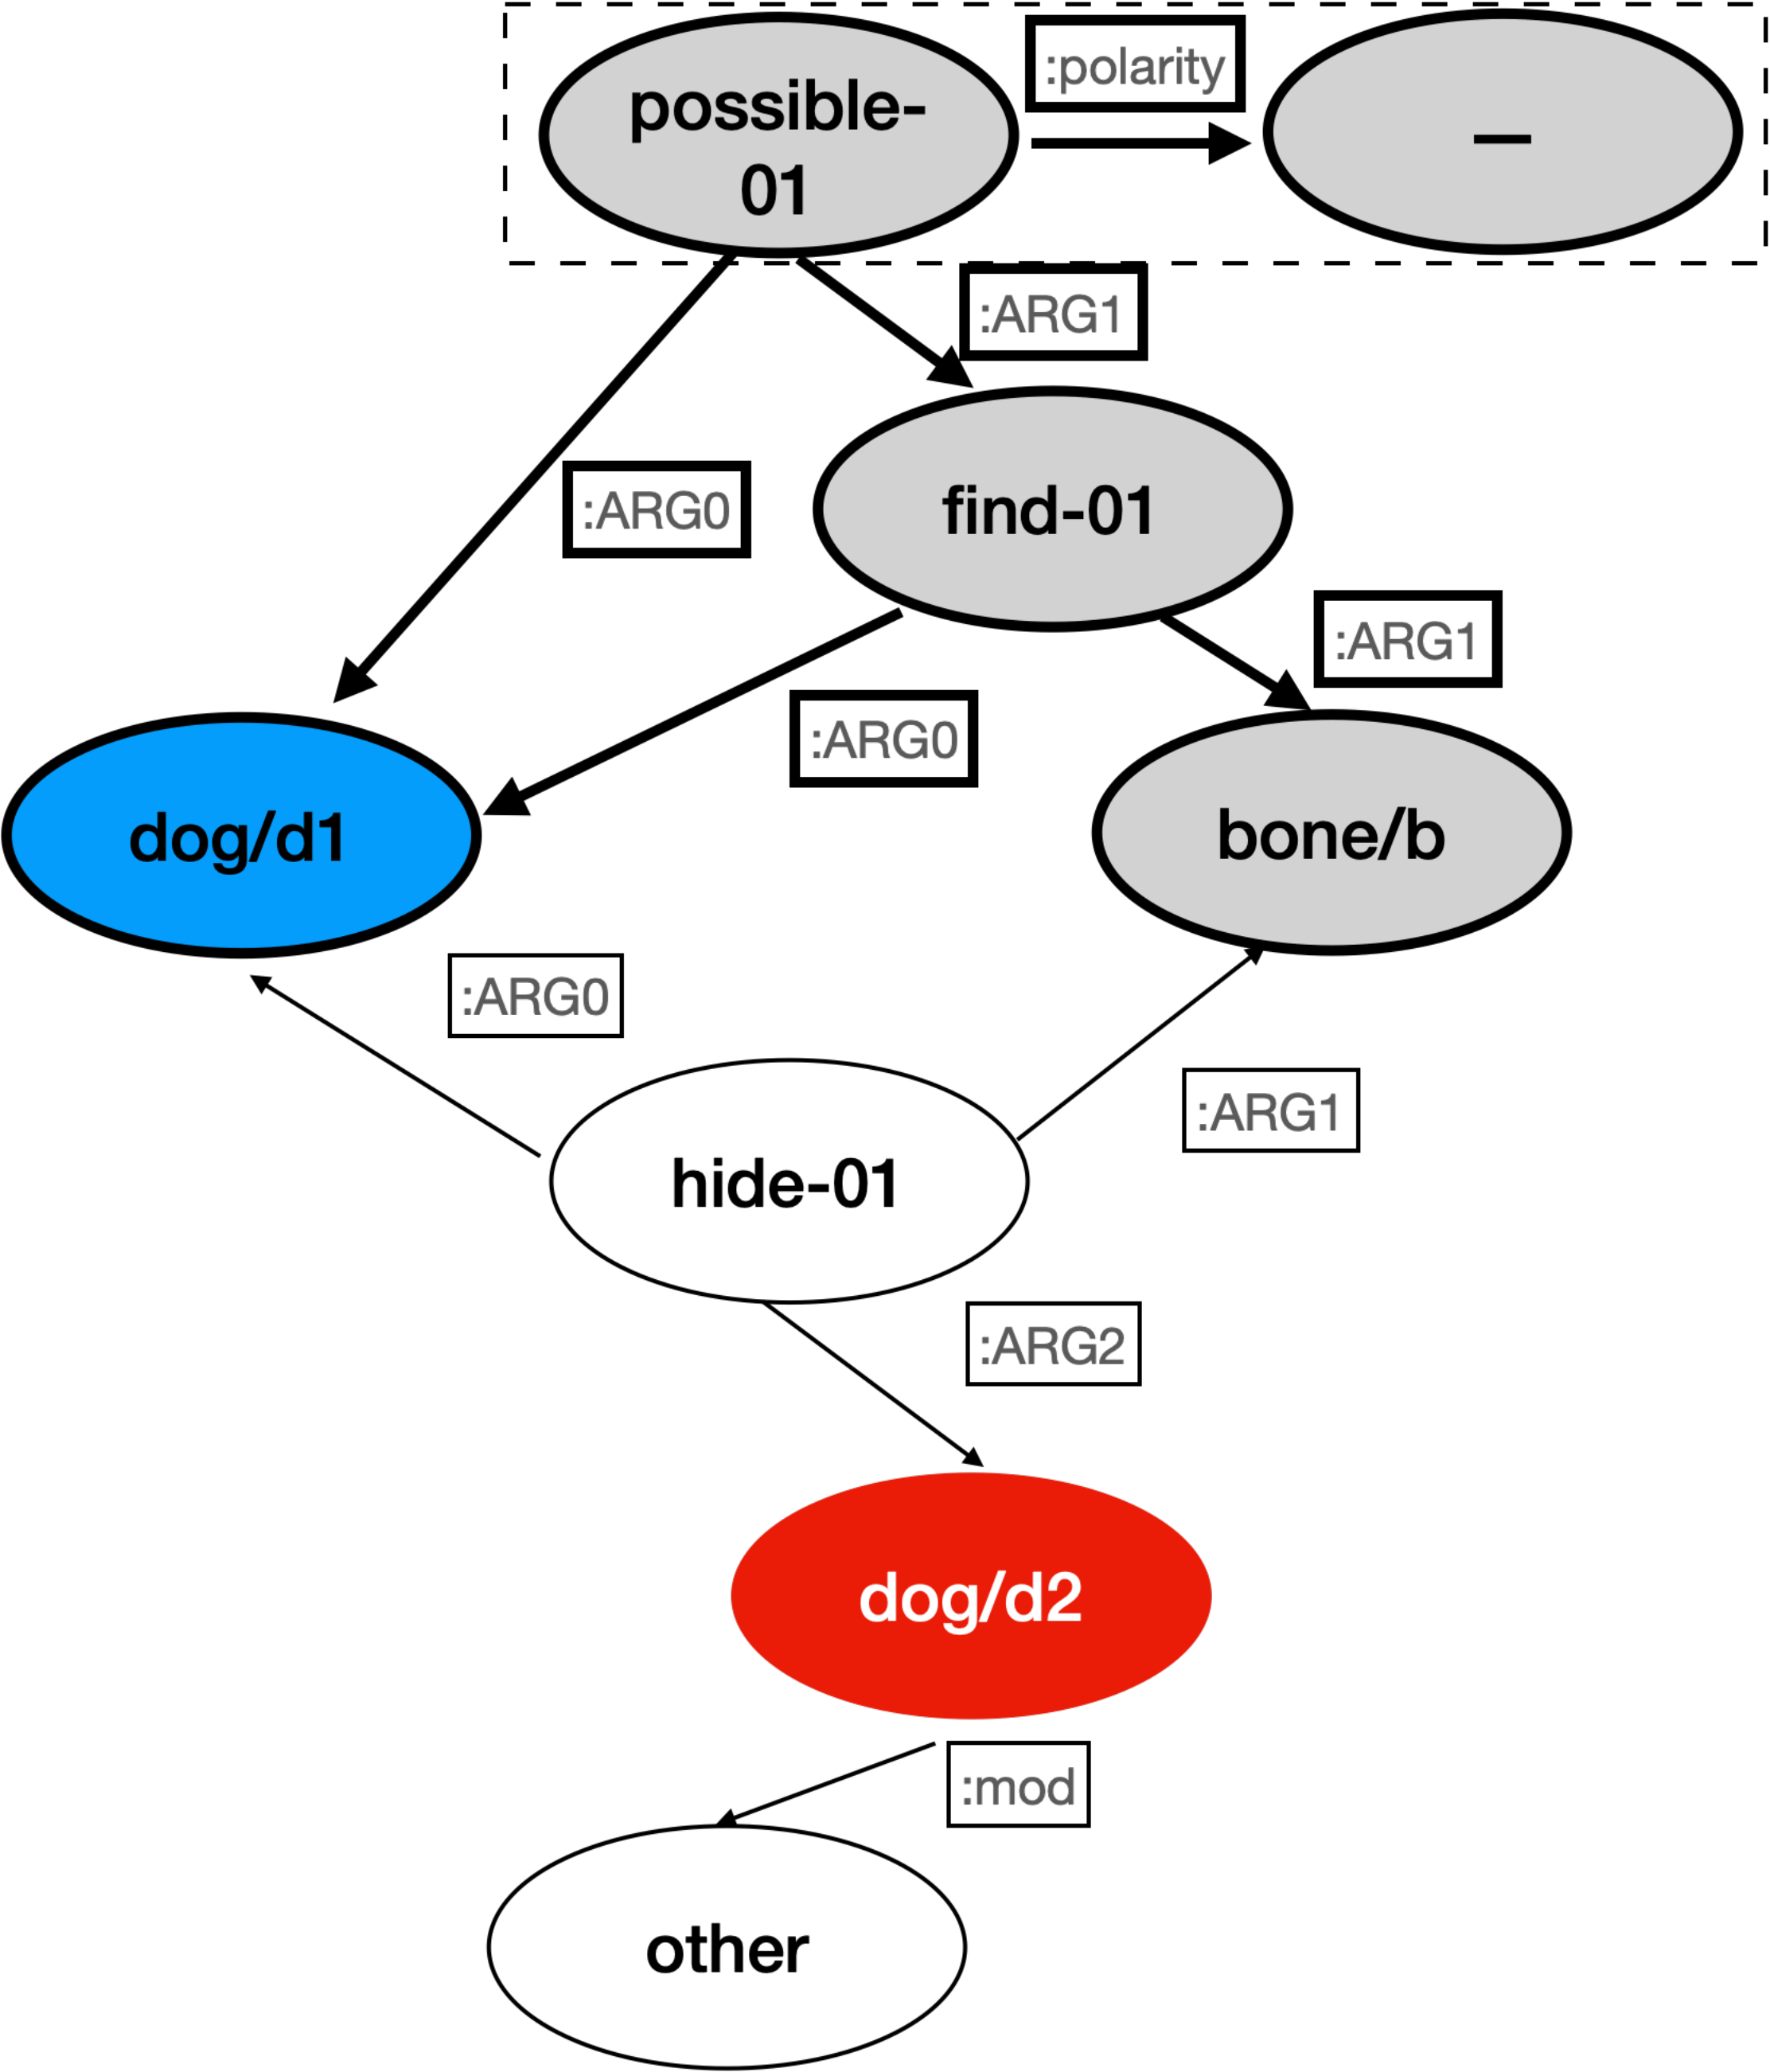 possible-
01
:polarity
–
:ARG1
:ARG0
find-01
:ARG1
:ARG0
dog/d1
bone/b
:ARG0
:ARG1
hide-01
:ARG2
dog/d2
:mod
other